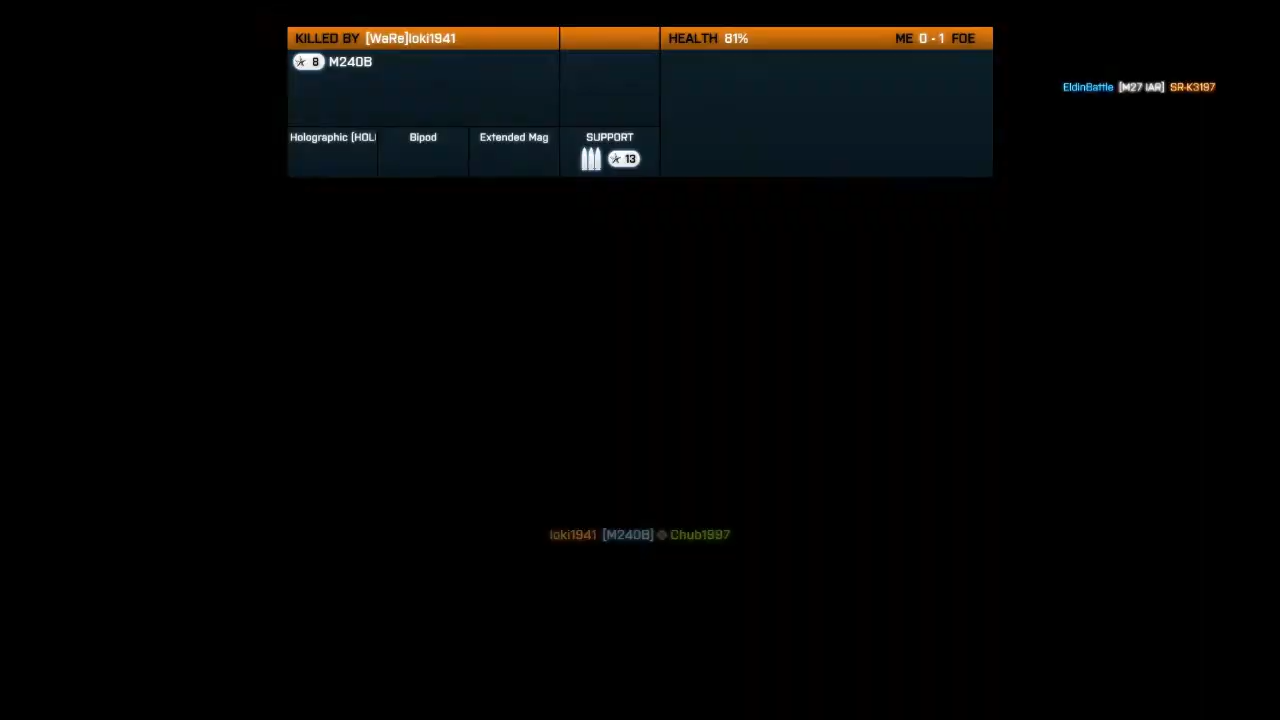 KILLED BY [WaRe]loki1941
HEALTH 81%
ME 0 - 1 FOE
8 M240B
EldinBattle [M27 IAR] SR-K3197
Holographic [HOL
Bipod
Extended Mag
SUPPORT
13
loki1941 [M240B] Chub1997